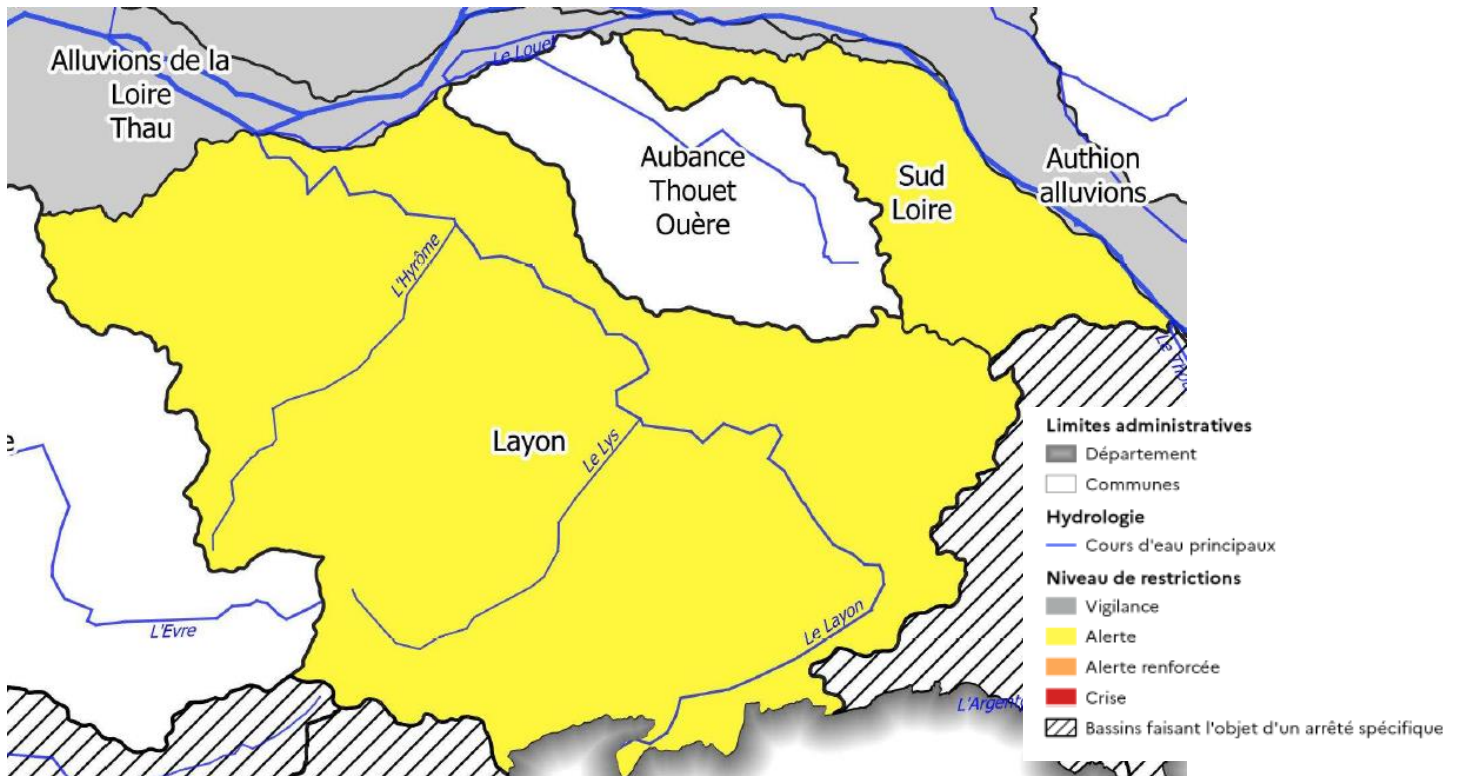 Alluvions de la
Loire
Thau
Le Louet
Aubance
Thouet
Ouère
Sud
Loire
Authion
alluvions
L'Hyrôme
Layon
Le Lys
L'Evre
Le Layon
Limites administratives
Département
Communes
Hydrologie
Cours d'eau principaux
Niveau de restrictions
Vigilance
Alerte
Alerte renforcée
Crise
Bassins faisant l'objet d'un arrêté spécifique